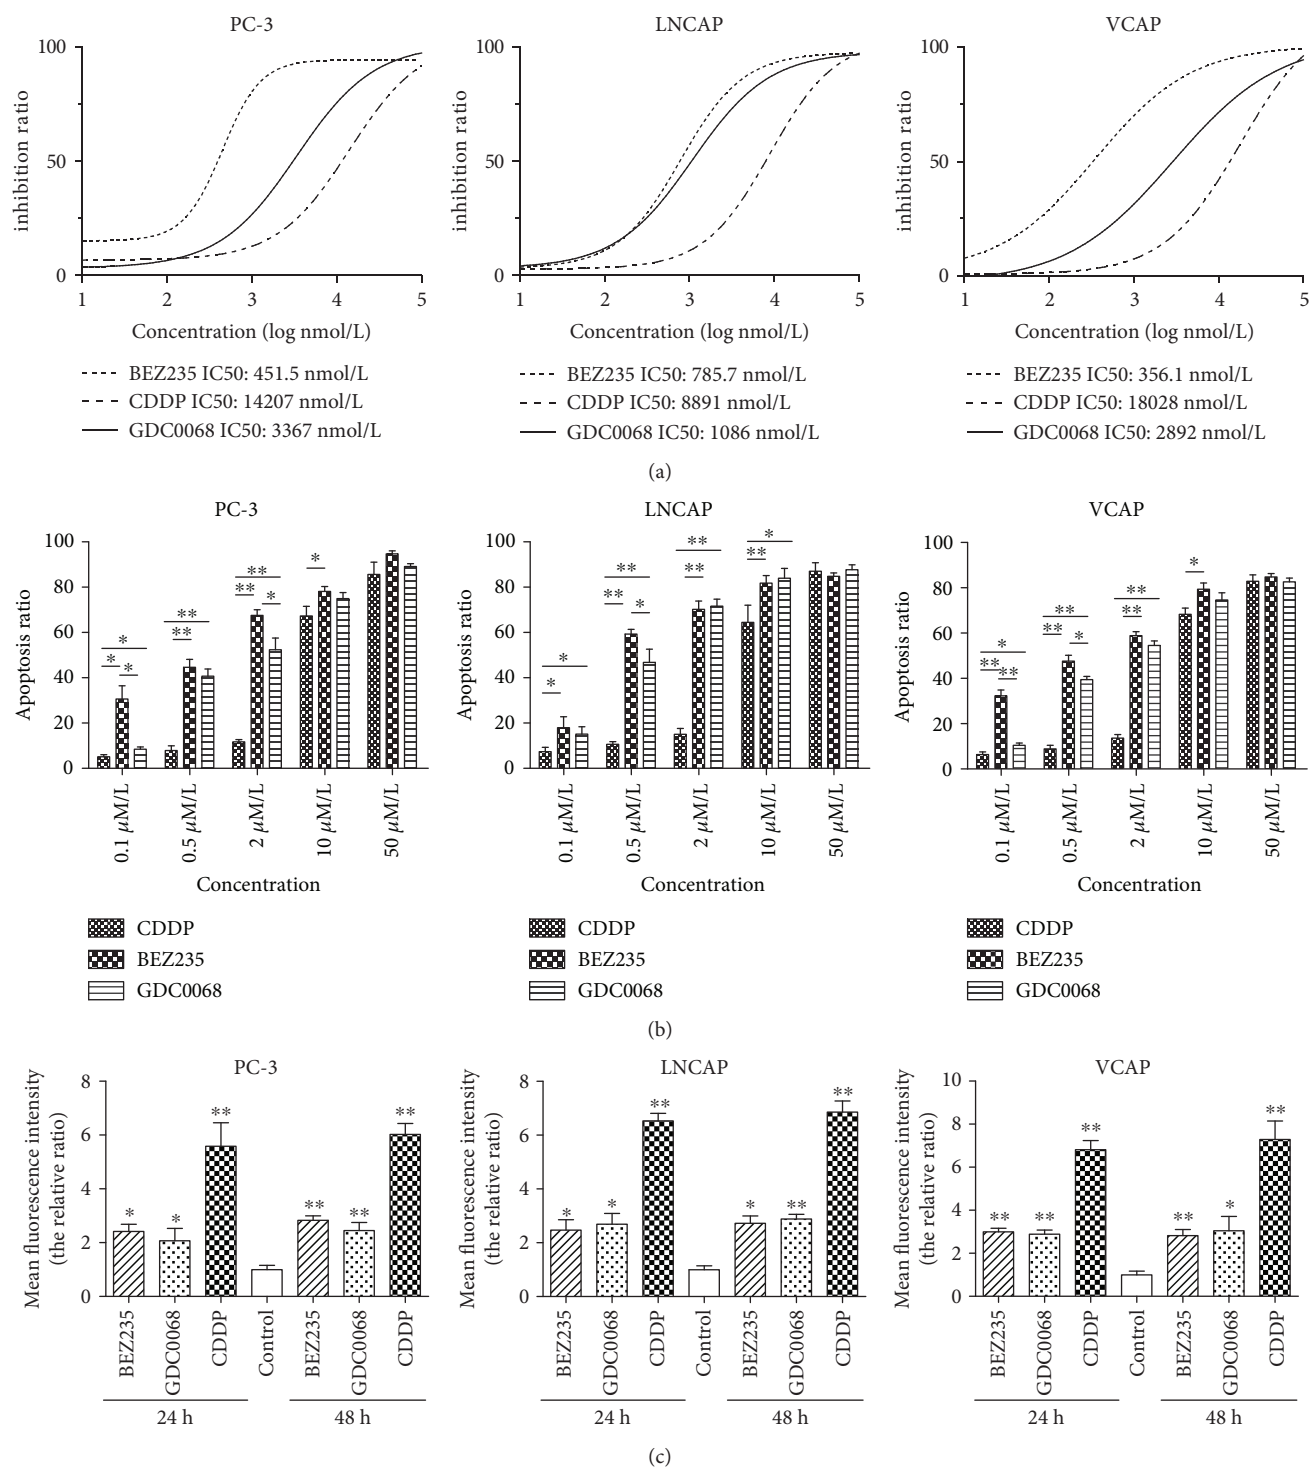 PC-3
100
50
0
inhibition ratio
1 2 3 4 5
Concentration (log nmol/L)
BEZ235 IC50: 451.5 nmol/L
CDDP IC50: 14207 nmol/L
GDC0068 IC50: 3367 nmol/L
LNCAP
100
50
0
inhibition ratio
1 2 3 4 5
Concentration (log nmol/L)
BEZ235 IC50: 785.7 nmol/L
CDDP IC50: 8891 nmol/L
GDC0068 IC50: 1086 nmol/L
VCAP
100
50
0
inhibition ratio
1 2 3 4 5
Concentration (log nmol/L)
BEZ235 IC50: 356.1 nmol/L
CDDP IC50: 18028 nmol/L
GDC0068 IC50: 2892 nmol/L
(a)
PC-3
100
80
60
40
20
0
Apoptosis ratio
* * *
** **
** ** *
*
0.1 µM/L
0.5 µM/L
2 µM/L
10 µM/L
50 µM/L
Concentration
CDDP
BEZ235
GDC0068
LNCAP
100
80
60
40
20
0
Apoptosis ratio
* *
** ** *
** **
* **
0.1 µM/L
0.5 µM/L
2 µM/L
10 µM/L
50 µM/L
Concentration
CDDP
BEZ235
GDC0068
VCAP
100
80
60
40
20
0
Apoptosis ratio
* ** **
** ** *
** **
*
0.1 µM/L
0.5 µM/L
2 µM/L
10 µM/L
50 µM/L
Concentration
CDDP
BEZ235
GDC0068
(b)
PC-3
8
6
4
2
0
Mean fluorescence intensity
(the relative ratio)
* * ** ** ** **
BEZ235
GDC0068
CDDP
Control
BEZ235
GDC0068
CDDP
24 h 48 h
LNCAP
8
6
4
2
0
Mean fluorescence intensity
(the relative ratio)
* * ** * ** **
BEZ235
GDC0068
CDDP
Control
BEZ235
GDC0068
CDDP
24 h 48 h
VCAP
10
8
6
4
2
0
Mean fluorescence intensity
(the relative ratio)
** ** ** ** * **
BEZ235
GDC0068
CDDP
Control
BEZ235
GDC0068
CDDP
24 h 48 h
(c)